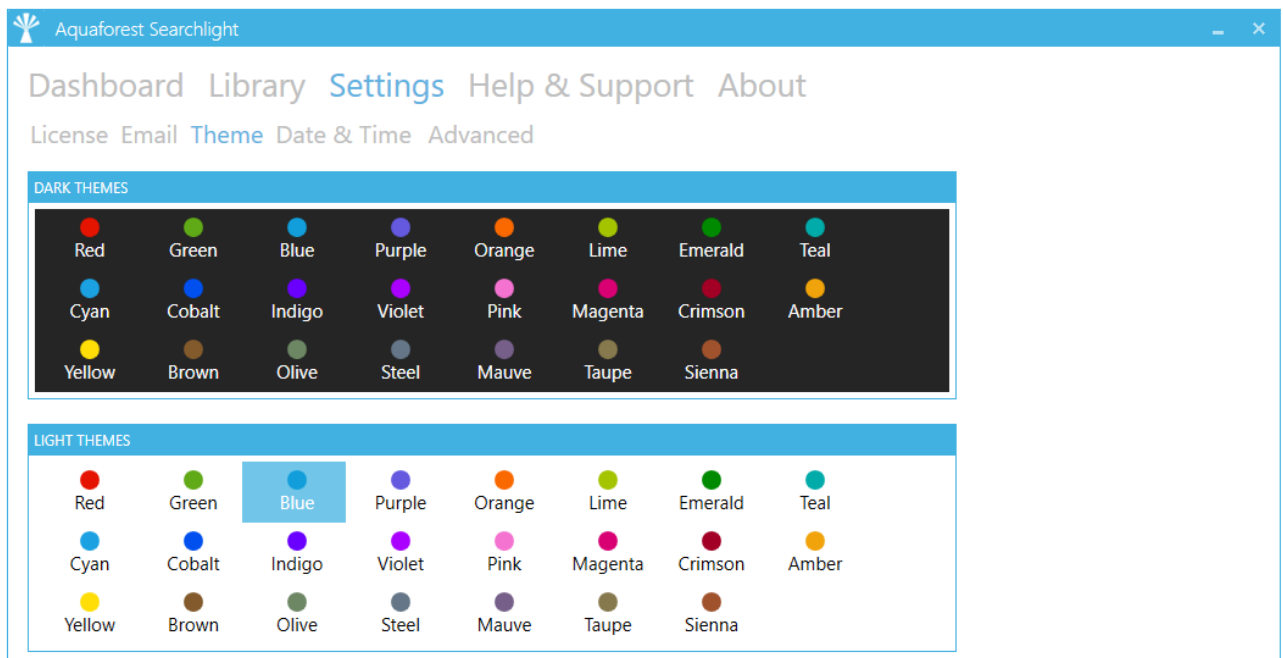 Aquaforest Searchlight
Dashboard Library Settings Help & Support About
License Email Theme Date & Time Advanced
DARK THEMES
Red Green Blue Purple Orange Lime Emerald Teal
Cyan Cobalt Indigo Violet Pink Magenta Crimson Amber
Yellow Brown Olive Steel Mauve Taupe Sienna
LIGHT THEMES
Red Green Blue Purple Orange Lime Emerald Teal
Cyan Cobalt Indigo Violet Pink Magenta Crimson Amber
Yellow Brown Olive Steel Mauve Taupe Sienna